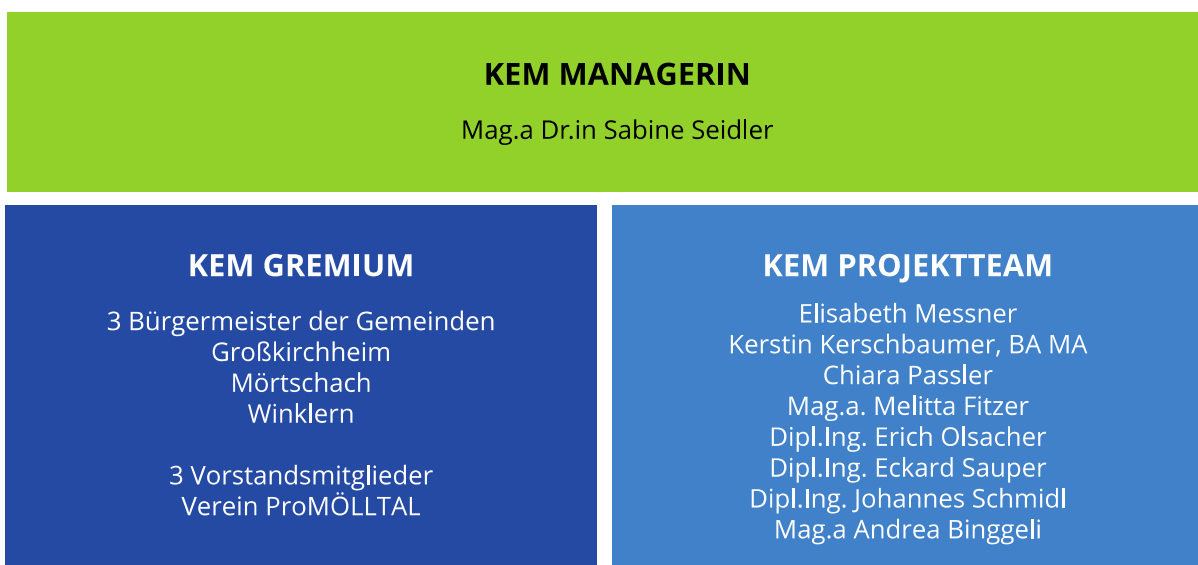 KEM MANAGERIN
Mag.a Dr.in Sabine Seidler
KEM GREMIUM
3 Bürgermeister der Gemeinden
Großkirchheim
Mörtschach
Winklern
3 Vorstandsmitglieder
Verein ProMÖLLTAL
KEM PROJEKTTEAM
Elisabeth Messner
Kerstin Kerschbaumer, BA MA
Chiara Passler
Mag.a. Melitta Fitzer
Dipl.Ing. Erich Olsacher
Dipl.Ing. Eckard Sauper
Dipl.Ing. Johannes Schmidl
Mag.a Andrea Binggeli